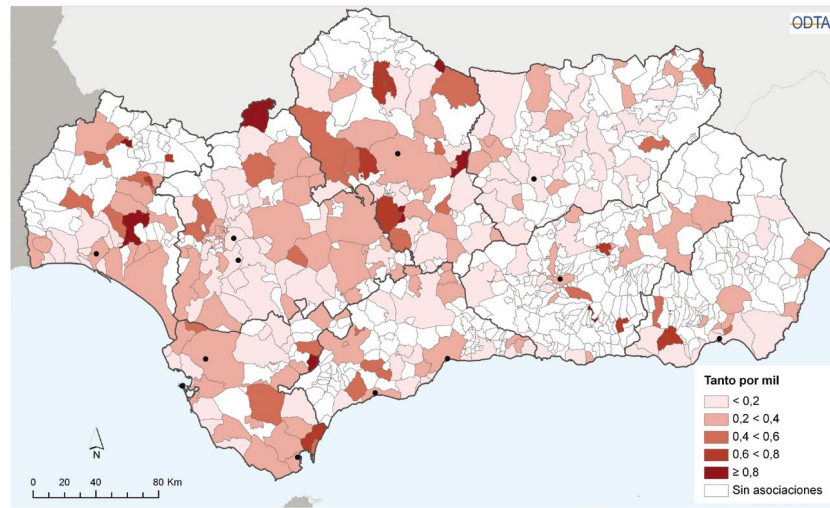 ODTA
Tanto por mil
< 0,2
0,2 < 0,4
0,4 < 0,6
0,6 < 0,8
≥ 0,8
Sin asociaciones
N
0 20 40 80 Km